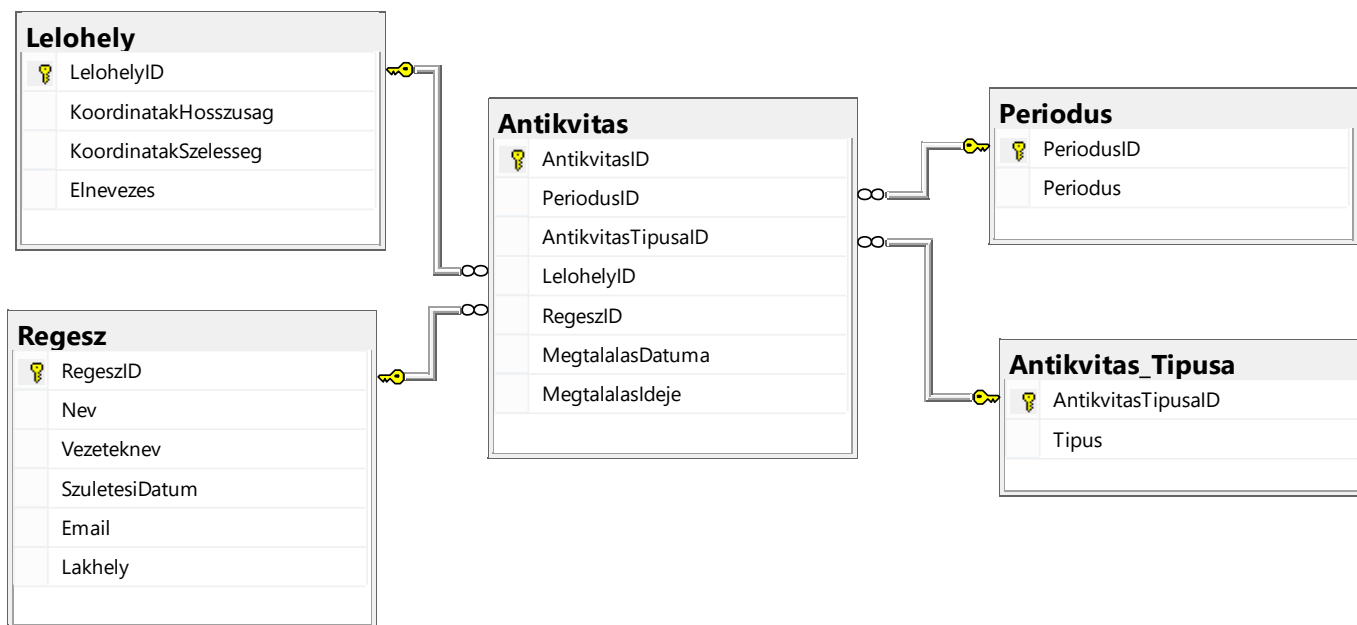 Lelohely
LelohelyID
KoordinatakHosszusag
KoordinatakSzelesseg
Elnevezes
Regesz
RegeszID
Nev
Vezeteknev
SzuletesiDatum
Email
Lakhely
Antikvitas
AntikvitasID
PeriodusID
AntikvitasTipusaID
LelohelyID
RegeszID
MegtalalasDatuma
MegtalalasIdeje
Periodus
PeriodusID
Periodus
Antikvitas_Tipusa
AntikvitasTipusaID
Tipus